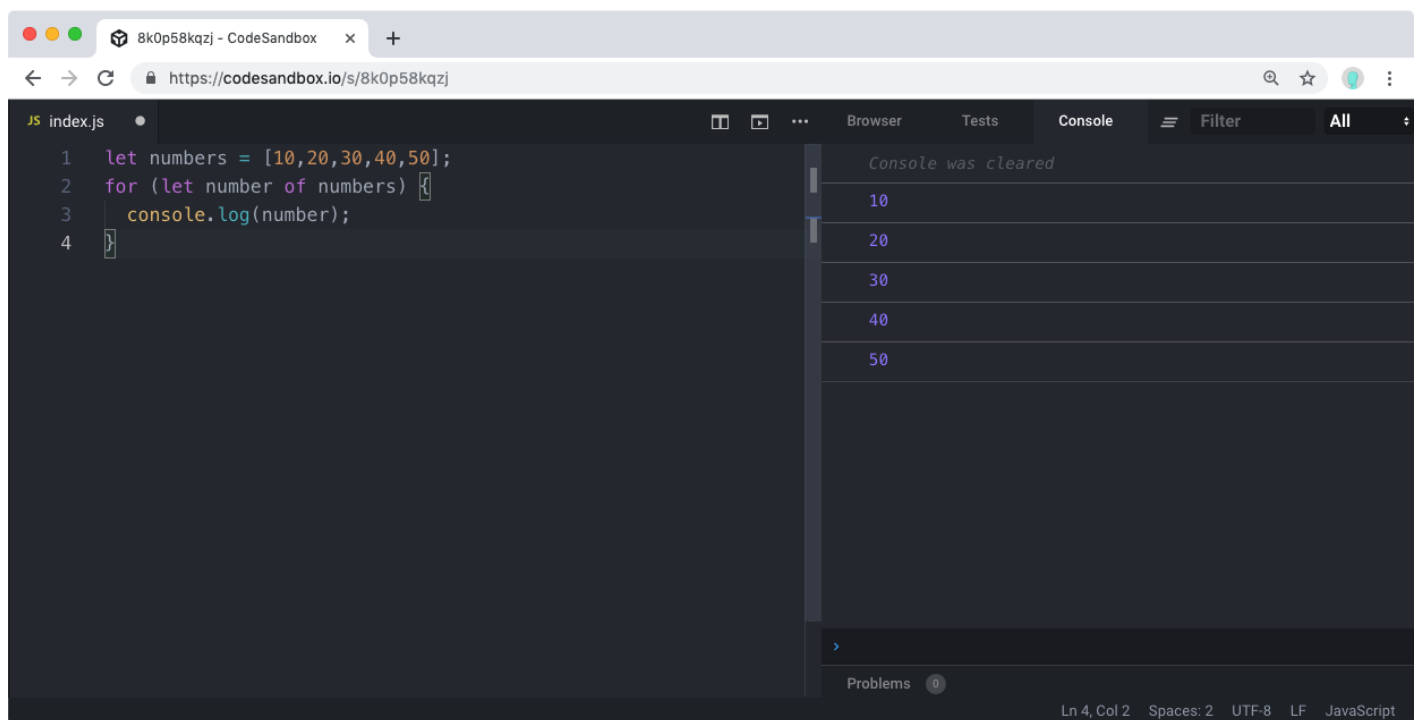 8k0p58kqzj - CodeSandbox × +
https://codesandbox.io/s/8k0p58kqzj
JS index.js
Browser Tests Console Filter All
1 let numbers = [10,20,30,40,50];
2 for (let number of numbers) {
3 console.log(number);
4 }
Console was cleared
10
20
30
40
50
›
Problems 0
Ln 4, Col 2 Spaces: 2 UTF-8 LF JavaScript